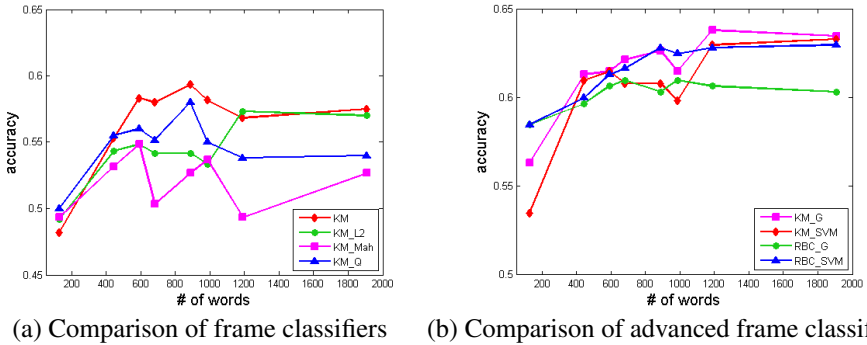 0.65
0.6
0.55
0.5
0.45
accuracy
200 400 600 800 1000 1200 1400 1600 1800 2000
# of words
KM
KM_L2
KM_Mah
KM_Q
(a) Comparison of frame classifiers
0.65
0.6
0.55
0.5
accuracy
200 400 600 800 1000 1200 1400 1600 1800 2000
# of words
KM_G
KM_SVM
RBC_G
RBC_SVM
(b) Comparison of advanced frame classif